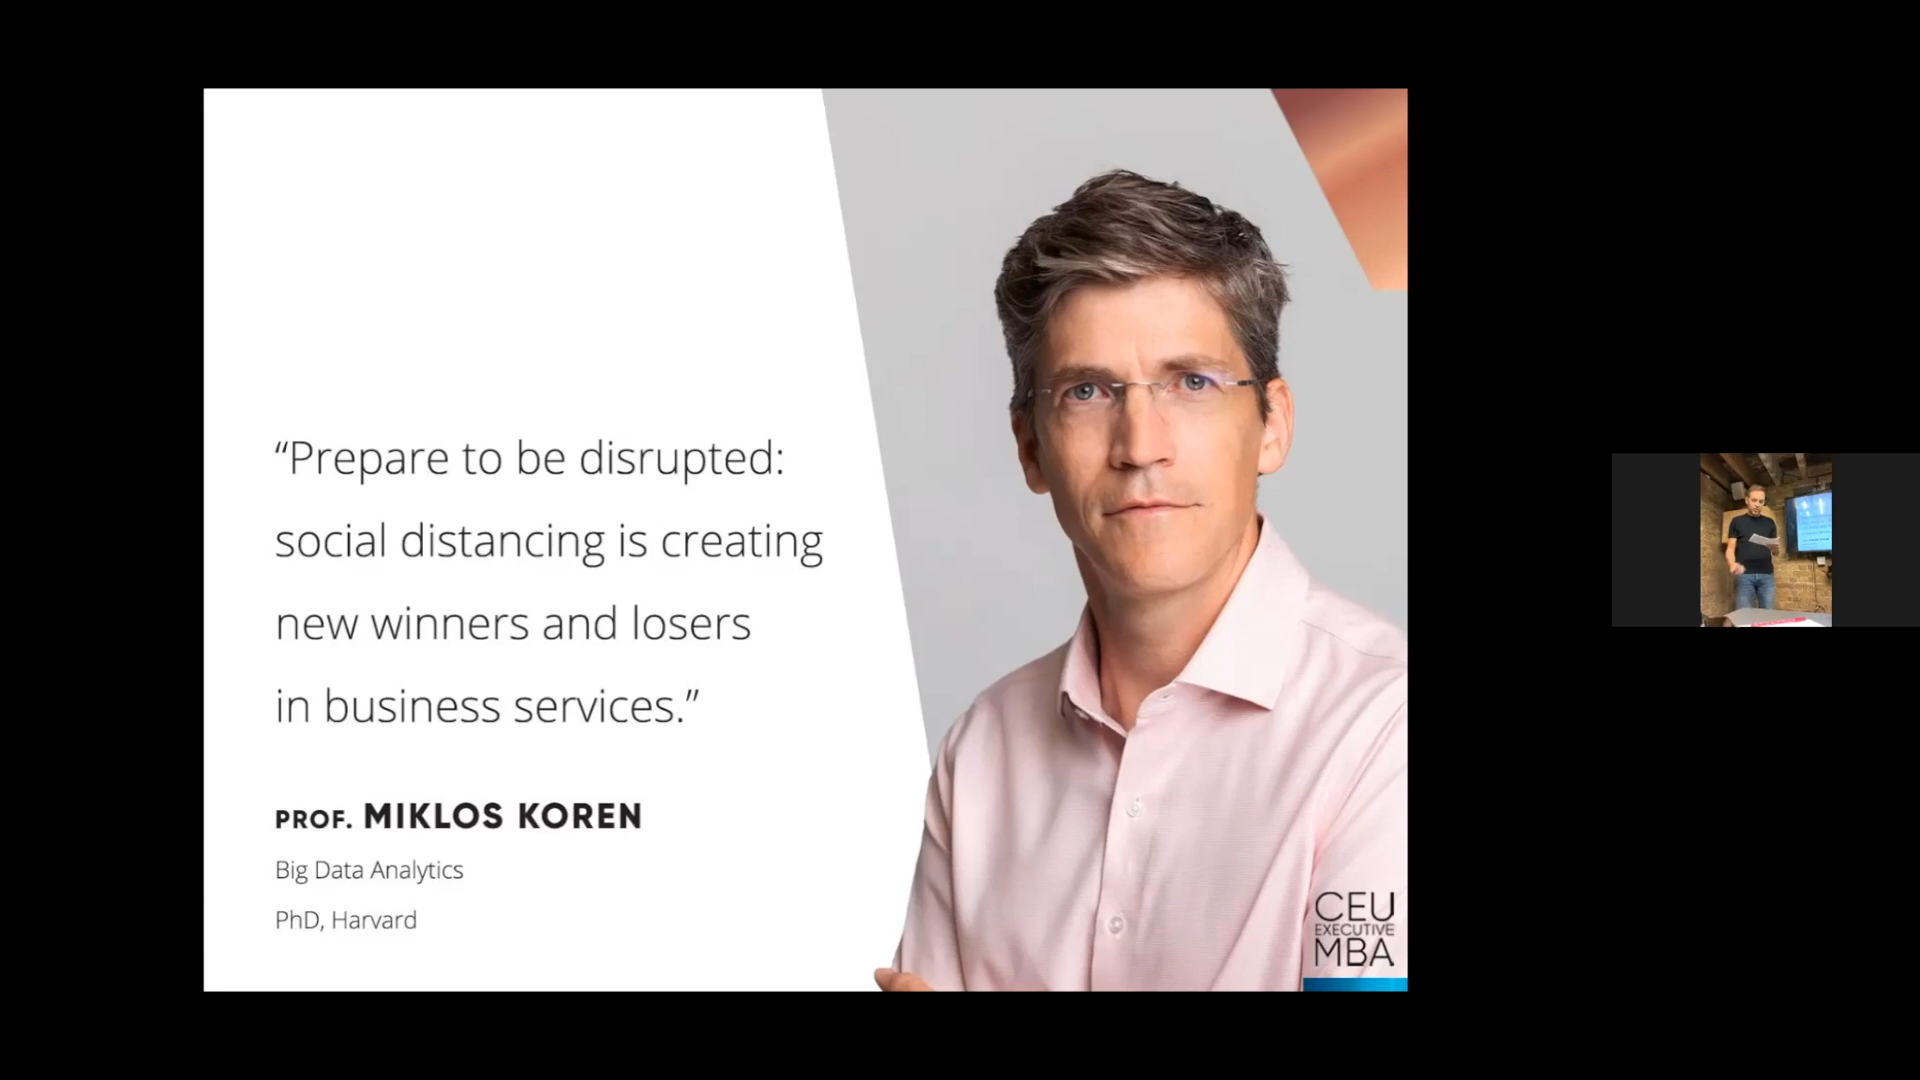 “Prepare to be disrupted:
social distancing is creating
new winners and losers
in business services.”
PROF. MIKLOS KOREN
Big Data Analytics
PhD, Harvard
CEU
EXECUTIVE
MBA